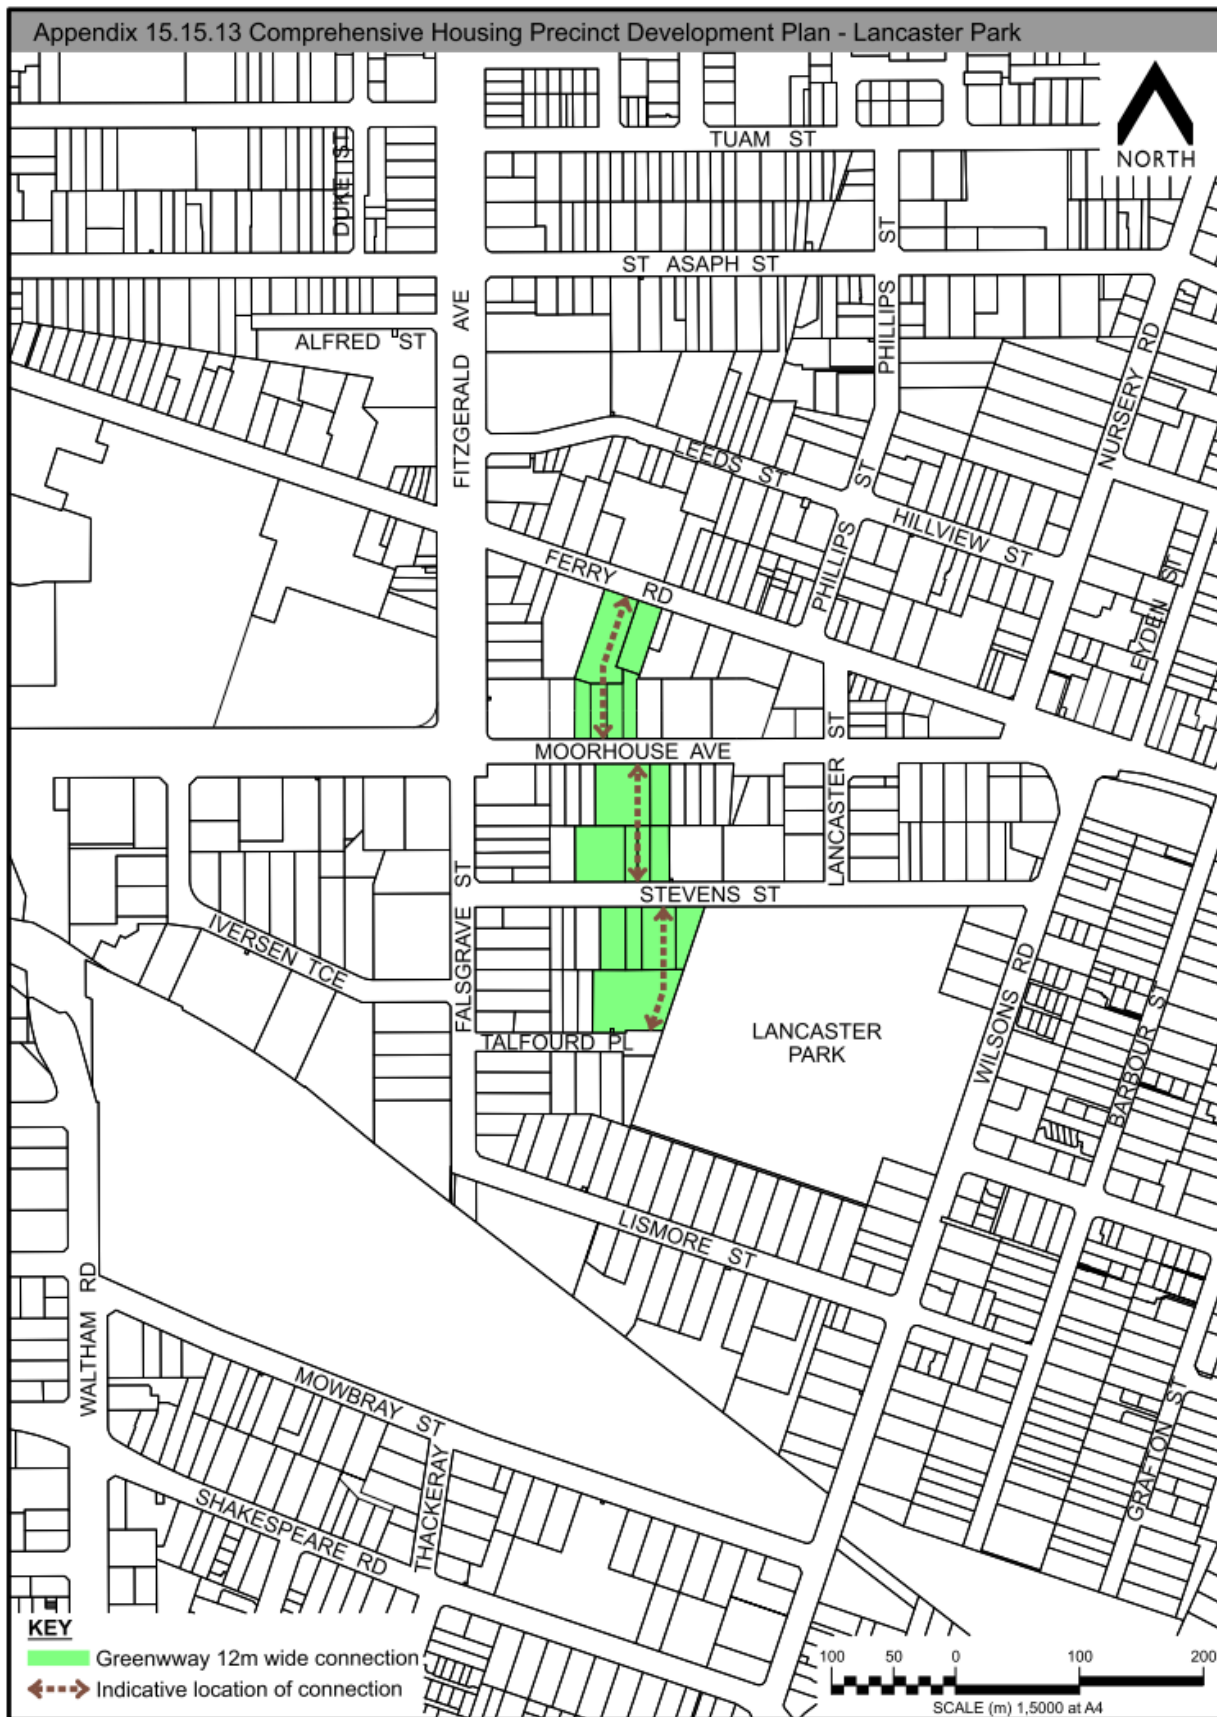 Appendix 15.15.13 Comprehensive Housing Precinct Development Plan - Lancaster Park
NORTH
TUAM ST
DUKE ST
ST ASAPH ST
PHILLIPS ST
ALFRED ST
FITZGERALD AVE
NURSERY RD
LEEDS ST
HILLVIEW ST
PHILLIPS ST
FERRY RD
LEYDEN ST
MOORHOUSE AVE
LANCASTER ST
STEVENS ST
FALSGRAVE ST
IVERSEN TCE
WILSONS RD
BARBOUR ST
LANCASTER
PARK
TALFOURD PL
LISMORE ST
WALTHAM RD
MOWBRAY ST
THACKERAY
GRAFTON ST
SHAKESPEARE RD
KEY
Greenwway 12m wide connection
Indicative location of connection
100 50 0 100 200
SCALE (m) 1,5000 at A4